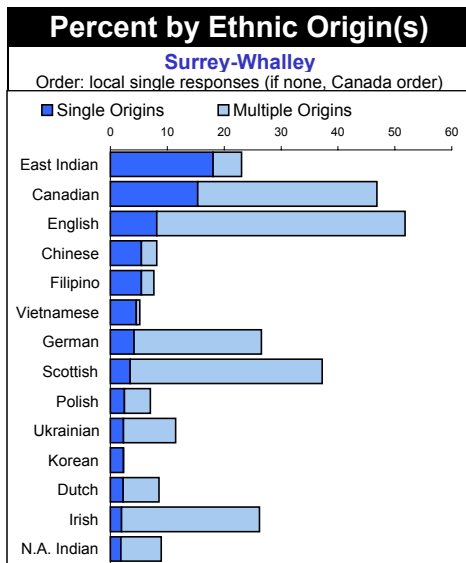 Percent by Ethnic Origin(s)
Surrey-Whalley
Order: local single responses (if none, Canada order)
Single Origins Multiple Origins
0 10 20 30 40 50 60
East Indian
Canadian
English
Chinese
Filipino
Vietnamese
German
Scottish
Polish
Ukrainian
Korean
Dutch
Irish
N.A. Indian